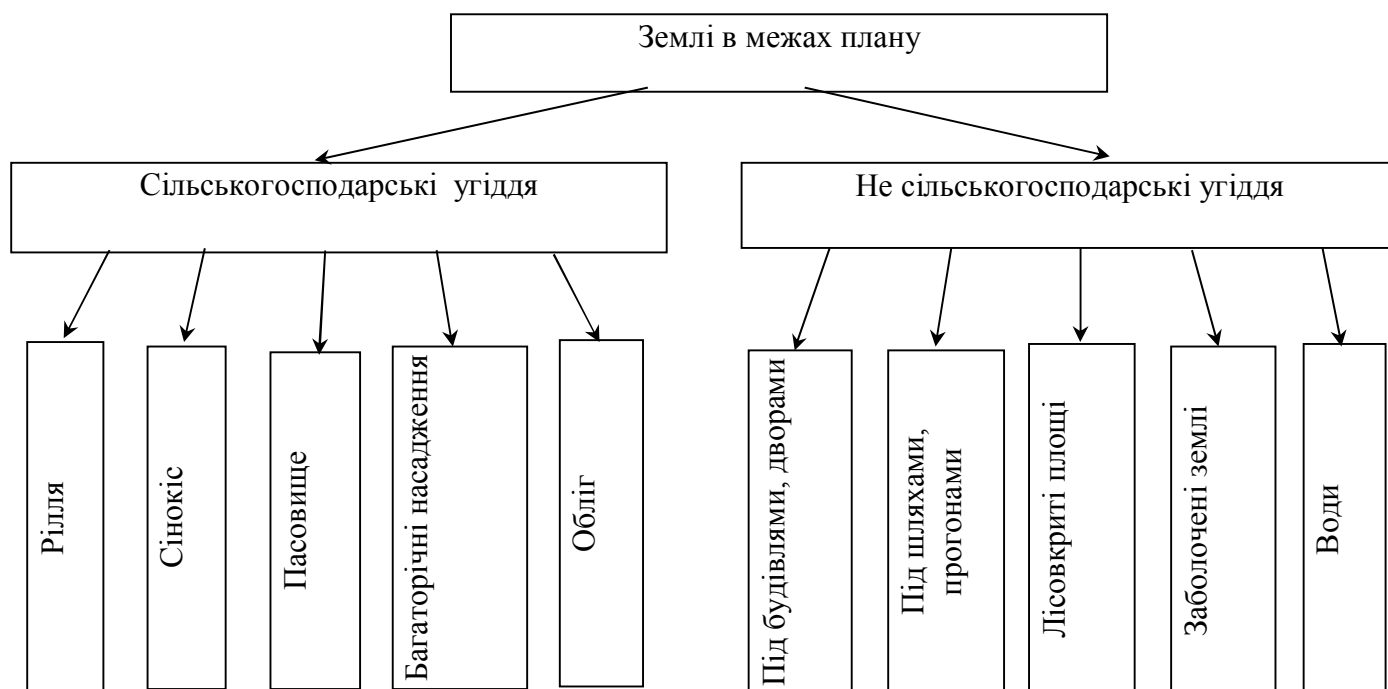 Землі в межах плану
Сільськогосподарські угіддя
Не сільськогосподарські угіддя
Рілля
Сінокіс
Пасовище
Багаторічні насадження
Обліг
Під будівлями, дворами
Під шляхами,
прогонами
Лісовкриті площі
Заболочені землі
Води